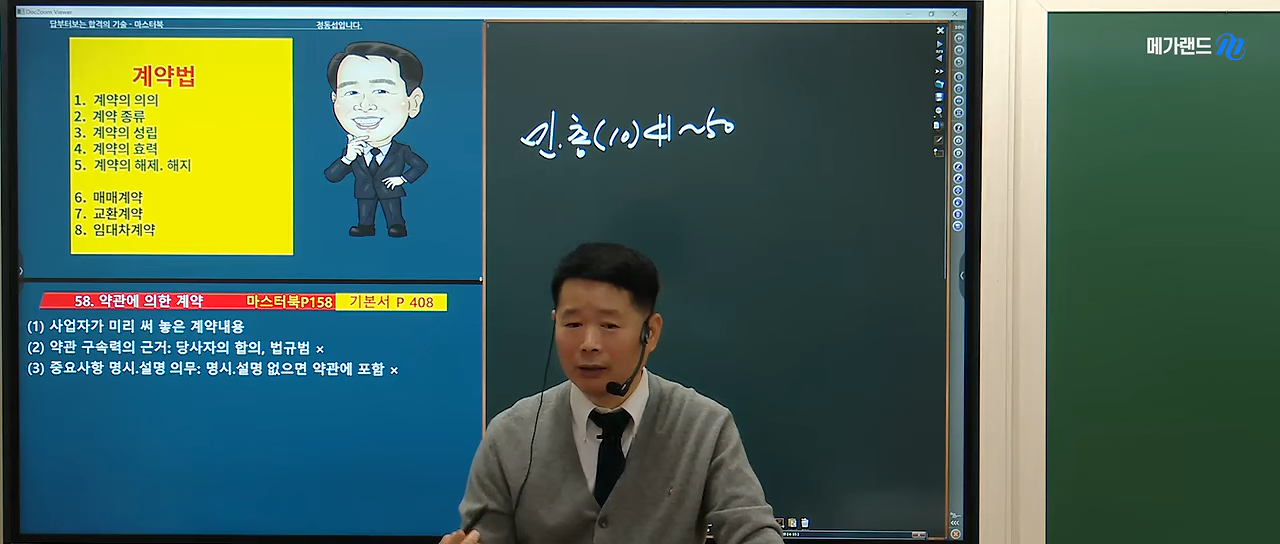 DocZoom Viewer
답부터보는 합격의 기술 - 마스터북
정동섭입니다.
계약법
1. 계약의 의의
2. 계약 종류
3. 계약의 성립
4. 계약의 효력
5. 계약의 해제. 해지
6. 매매계약
7. 교환계약
8. 임대차계약
58. 약관에 의한 계약 마스터북P158 기본서 P 408
(1) 사업자가 미리 써 놓은 계약내용
(2) 약관 구속력의 근거: 당사자의 합의, 법규범 ×
(3) 중요사항 명시.설명 의무: 명시.설명 없으면 약관에 포함 ×
민.총(10)
~50
메가랜드